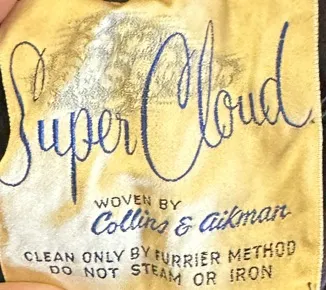 Super Cloud
WOVEN BY
Collins & Aikman
CLEAN ONLY BY FURRIER METHOD
DO NOT STEAM OR IRON